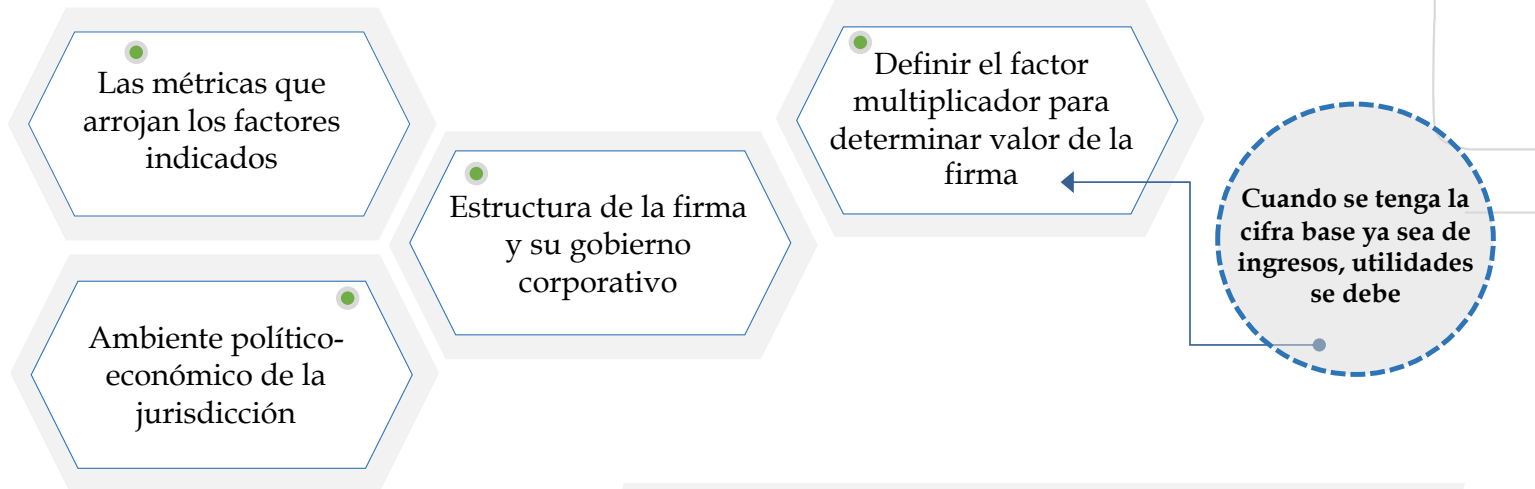 Las métricas que
arrojan los factores
indicados
Ambiente político-
económico de la
jurisdicción
Estructura de la firma
y su gobierno
corporativo
Definir el factor
multiplicador para
determinar valor de la
firma
Cuando se tenga la
cifra base ya sea de
ingresos, utilidades
se debe